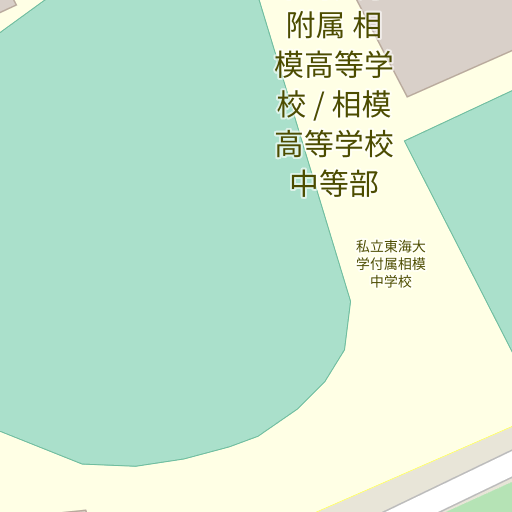 附属 相
模高等学
校 / 相模
高等学校
中等部
私立東海大
学付属相模
中学校